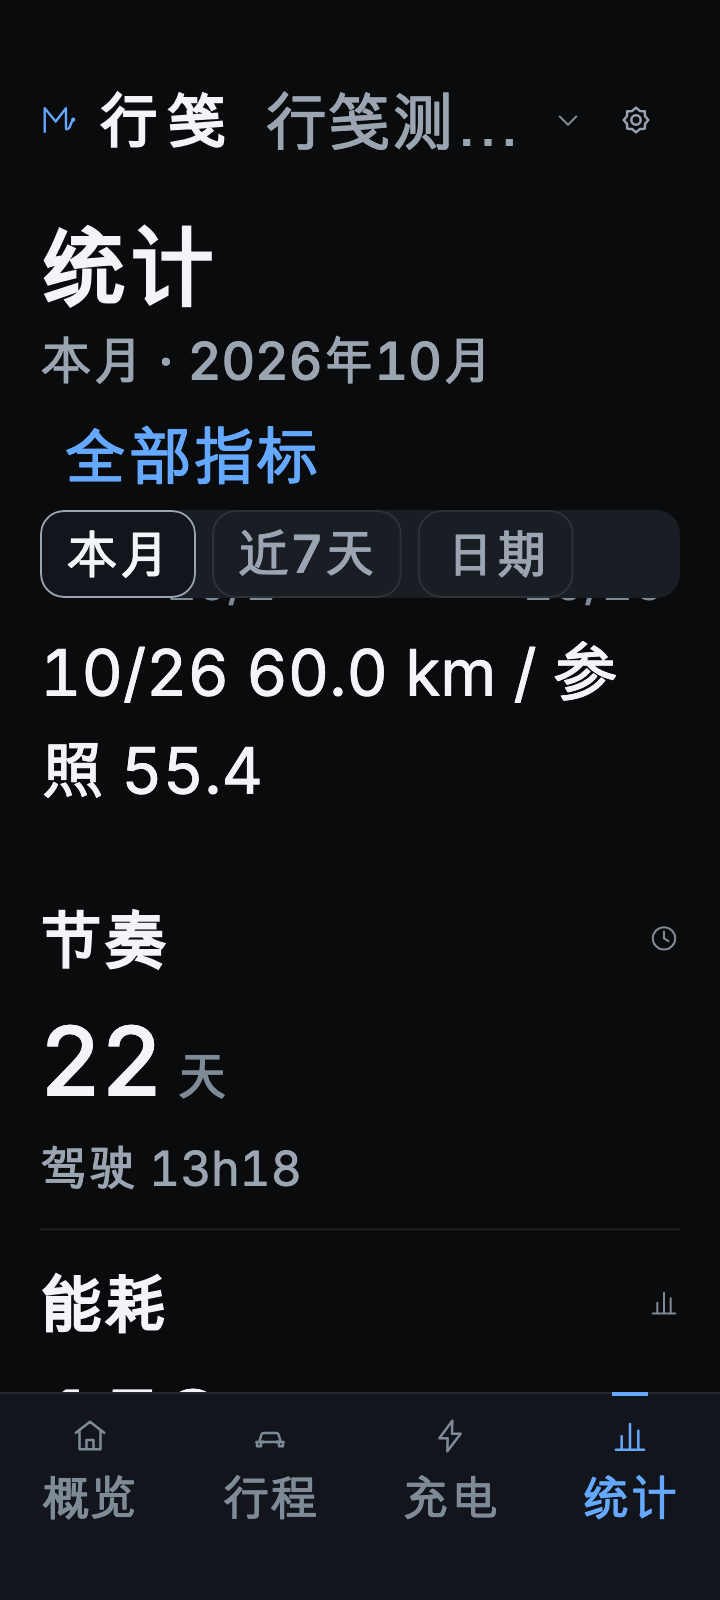 行笺 行笺测...
统计
本月 · 2026年10月
全部指标
本月 近7天 日期
10/26 60.0 km / 参
照 55.4
节奏
22 天
驾驶 13h18
能耗
概览 行程 充电 统计